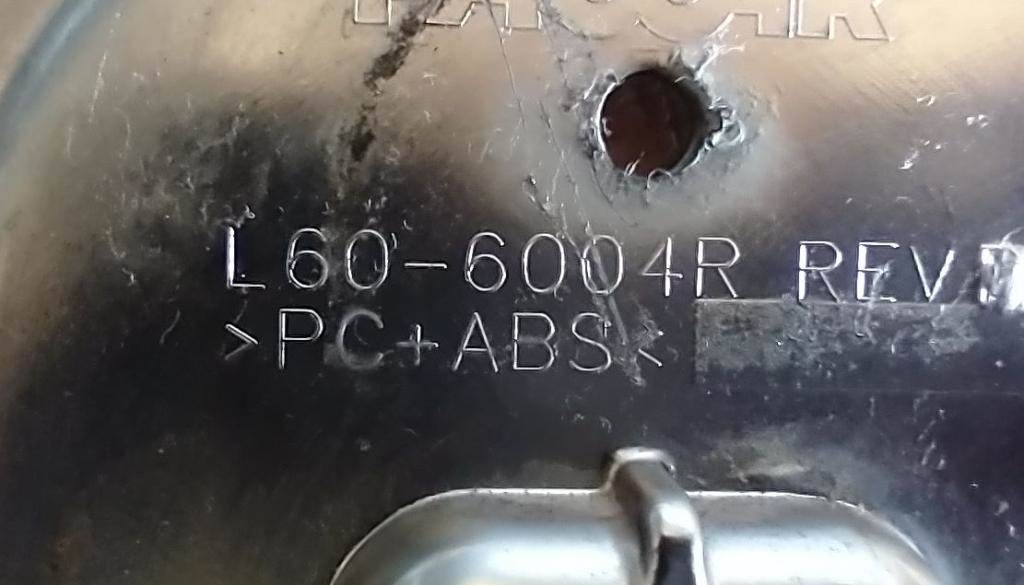 L60-6004R REV
>PC+ABS<